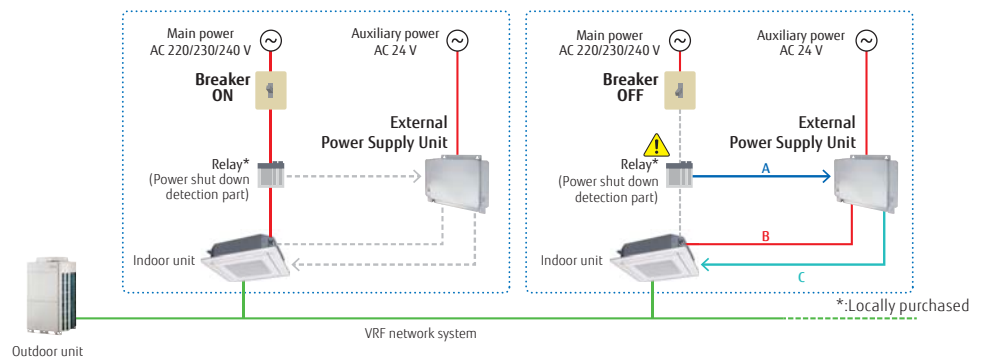 Main power
AC 220/230/240 V
Auxiliary power
AC 24 V
Breaker
ON
External
Power Supply Unit
Relay*
(Power shut down
detection part)
Indoor unit
Main power
AC 220/230/240 V
Auxiliary power
AC 24 V
Breaker
OFF
External
Power Supply Unit
Relay*
(Power shut down
detection part)
A
B
Indoor unit
C
*:Locally purchased
VRF network system
Outdoor unit